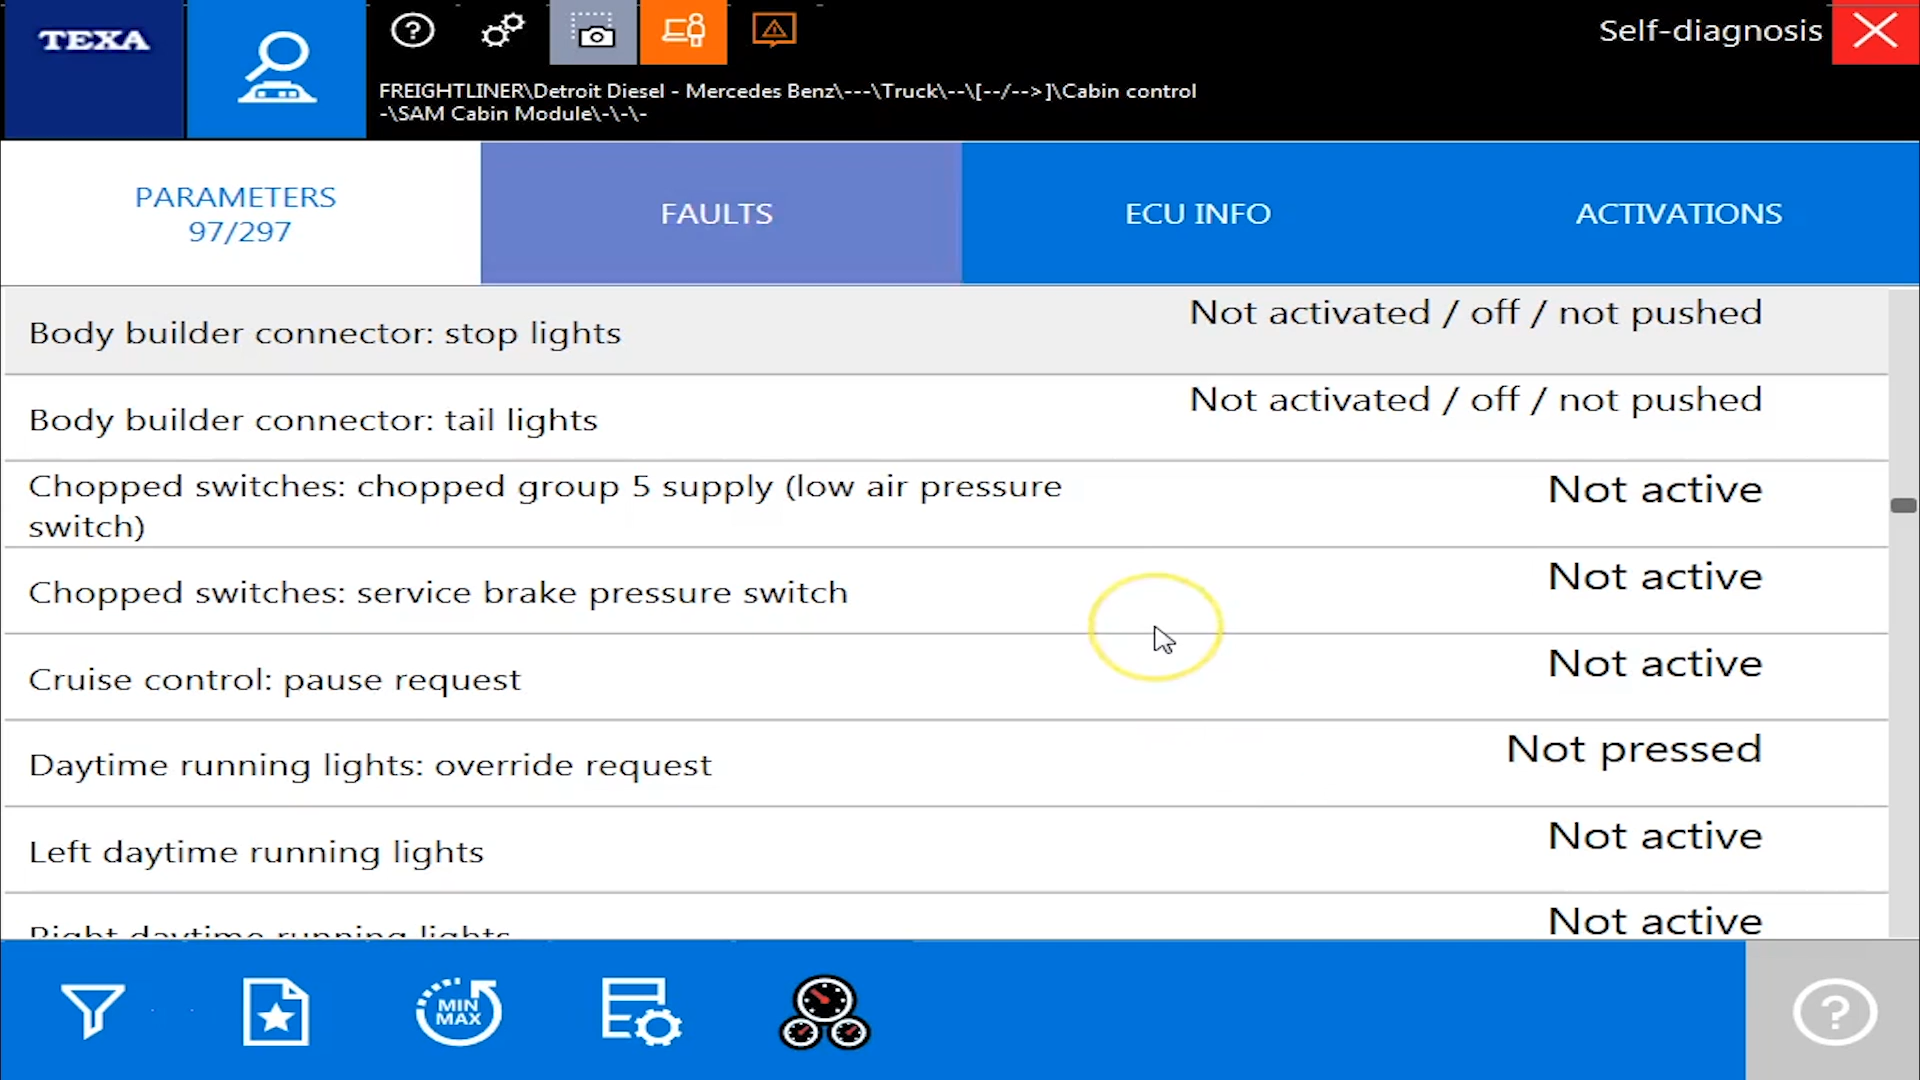 TEXA
Self-diagnosis
FREIGHTLINER\Detroit Diesel - Mercedes Benz\---\Truck\--\[--/-->]\Cabin control
-\SAM Cabin Module\-\-\-
PARAMETERS
97/297
FAULTS
ECU INFO
ACTIVATIONS
Body builder connector: stop lights
Not activated / off / not pushed
Body builder connector: tail lights
Not activated / off / not pushed
Chopped switches: chopped group 5 supply (low air pressure
switch)
Not active
Chopped switches: service brake pressure switch
Not active
Cruise control: pause request
Not active
Daytime running lights: override request
Not pressed
Left daytime running lights
Not active
Right daytime running lights
Not active
MIN
MAX